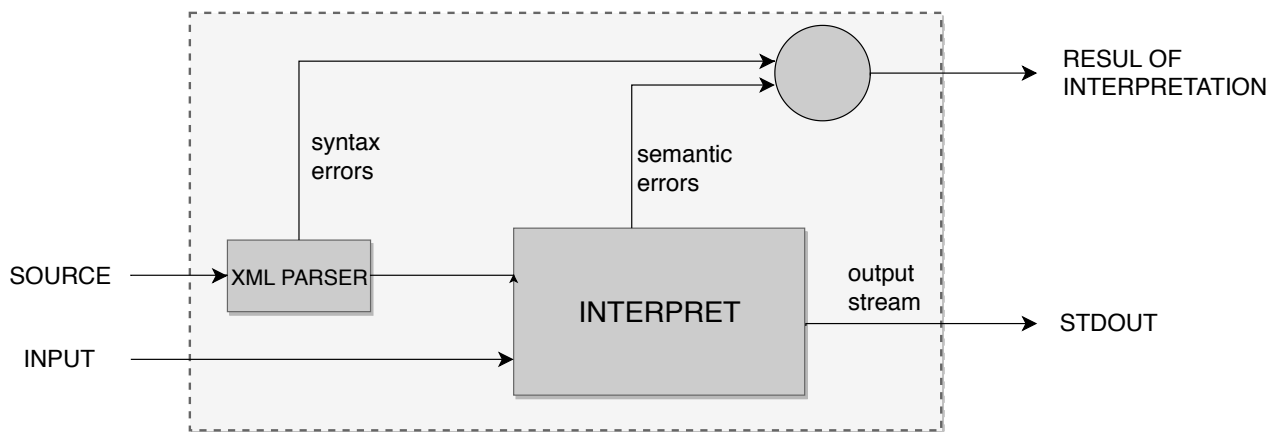 RESUL OF
INTERPRETATION
syntax
errors
semantic
errors
SOURCE
XML PARSER
INTERPRET
output
stream
STDOUT
INPUT